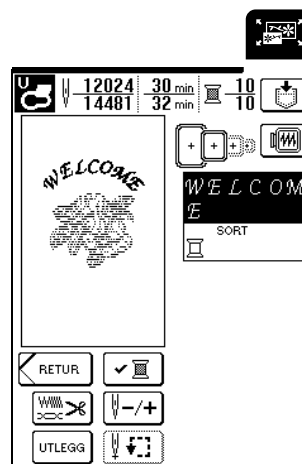 U
12024 30 min 10
14481 32 min 10
WELCOME
WELCOM
E
SORT
RETUR
-/+
UTLEGG